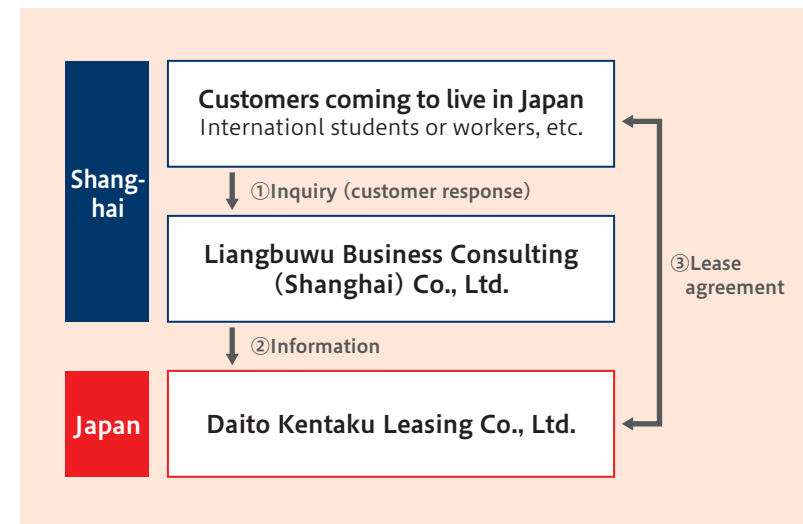 Shang-
hai
Customers coming to live in Japan
Internationl students or workers, etc.
①Inquiry (customer response)
Liangbuwu Business Consulting
(Shanghai) Co., Ltd.
③Lease
agreement
②Information
Japan
Daito Kentaku Leasing Co., Ltd.